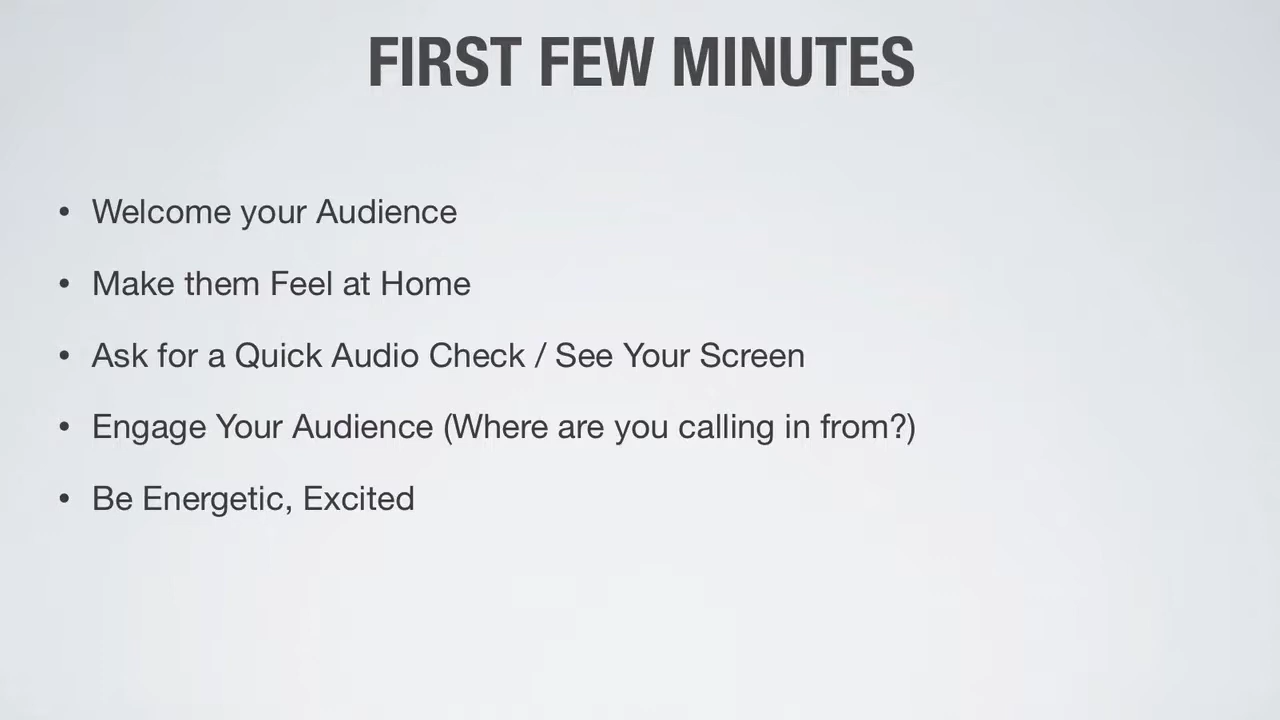 FIRST FEW MINUTES
• Welcome your Audience
• Make them Feel at Home
• Ask for a Quick Audio Check / See Your Screen
• Engage Your Audience (Where are you calling in from?)
• Be Energetic, Excited